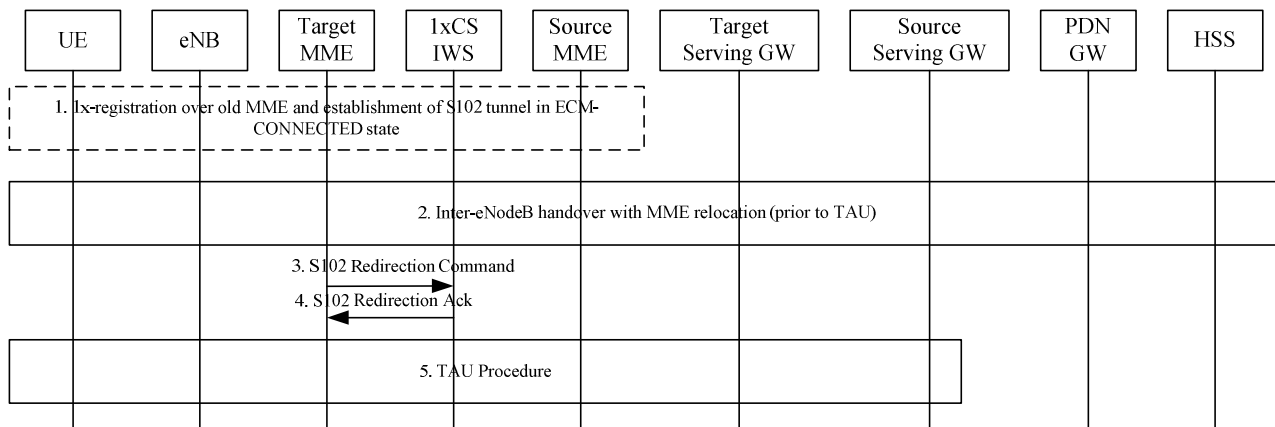 UE
eNB
Target
MME
1xCS
IWS
Source
MME
Target
Serving GW
Source
Serving GW
PDN
GW
HSS
1. 1x-registration over old MME and establishment of S102 tunnel in ECM-
CONNECTED state
2. Inter-eNodeB handover with MME relocation (prior to TAU)
3. S102 Redirection Command
4. S102 Redirection Ack
5. TAU Procedure